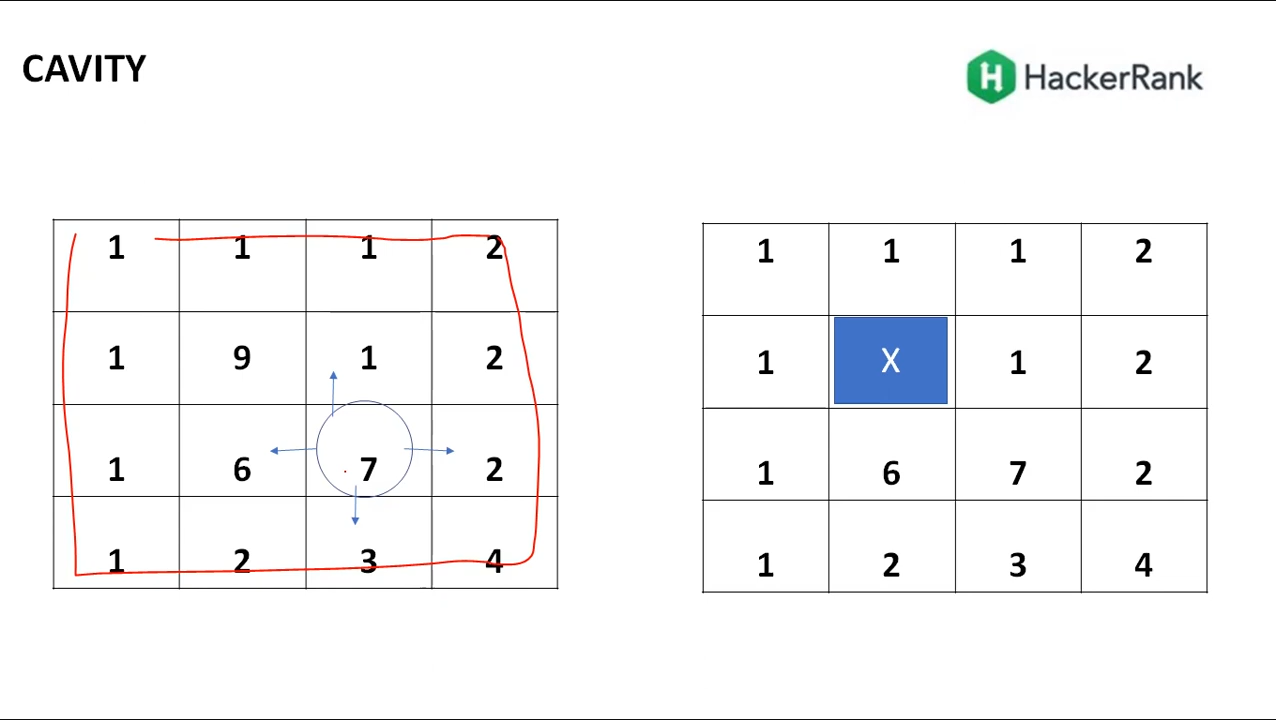 CAVITY
HackerRank
1 1 1 2
1 9 1 2
1 6 7 2
1 2 3 4
1 1 1 2
1 X 1 2
1 6 7 2
1 2 3 4